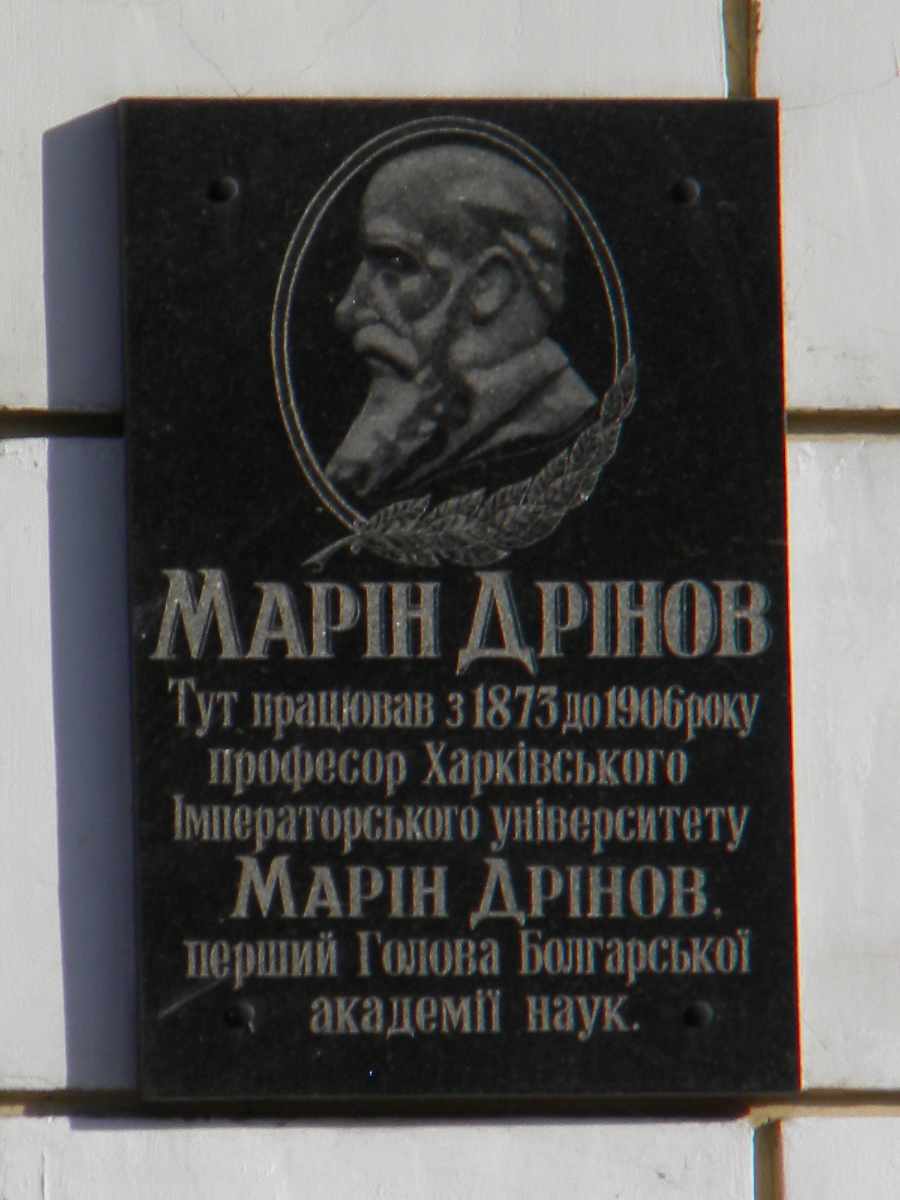 МАРІН ДРІНОВ
Тут працював з 1873 до 1906 року
професор Харківського
Імператорського університету
МАРІН ДРІНОВ,
перший Голова Болгарської
академії наук.